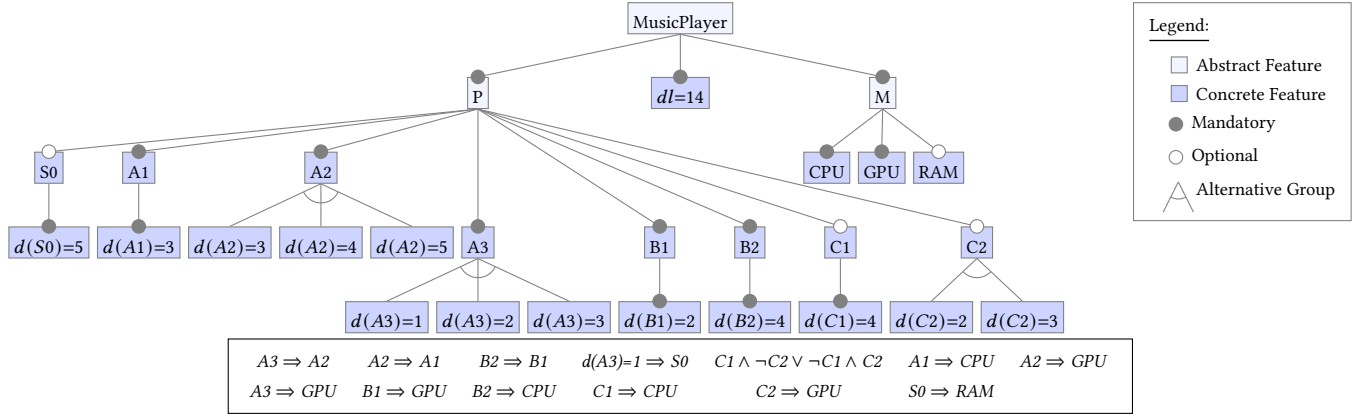 MusicPlayer
Legend:
Abstract Feature
P
dl=14
M
Concrete Feature
Mandatory
Optional
S0
A1
A2
CPU
GPU
RAM
Alternative Group
d(S0)=5
d(A1)=3
d(A2)=3
d(A2)=4
d(A2)=5
A3
B1
B2
C1
C2
d(A3)=1
d(A3)=2
d(A3)=3
d(B1)=2
d(B2)=4
d(C1)=4
d(C2)=2
d(C2)=3
A3 ⇒ A2 A2 ⇒ A1 B2 ⇒ B1 d(A3)=1 ⇒ S0 C1 ∧ ¬C2 ∨ ¬C1 ∧ C2 A1 ⇒ CPU A2 ⇒ GPU
A3 ⇒ GPU B1 ⇒ GPU B2 ⇒ CPU C1 ⇒ CPU C2 ⇒ GPU S0 ⇒ RAM